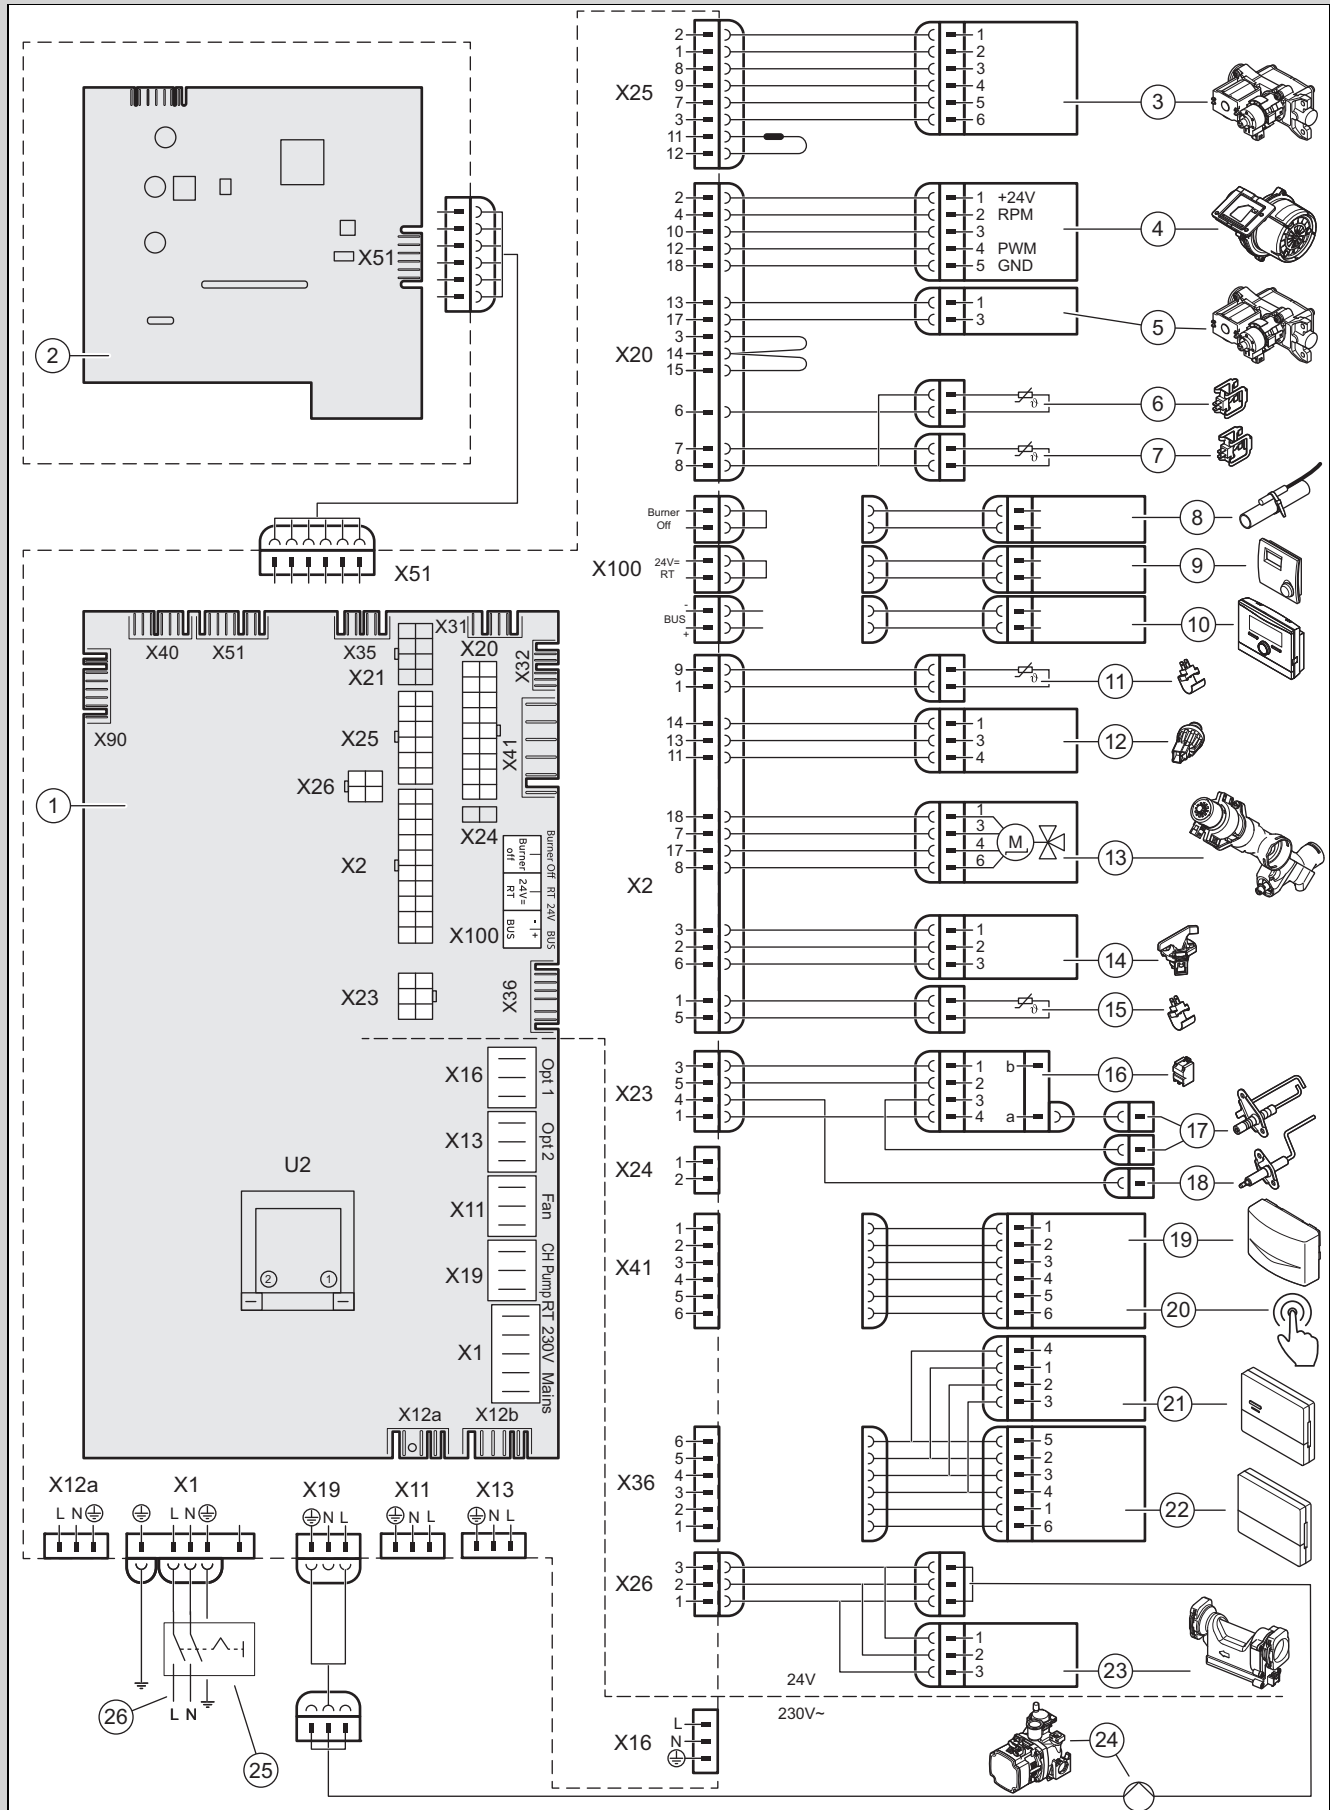 2 1
1 2
8 3
X25 9 4 3
7 5
3 6
11
12
2 1 +24V
4 2 RPM
10 3 4
12 4 PWM
18 5 GND
X51
13 1
17 3 5
3
X20 14
15
2
6 6
ϑ
7 7
8 ϑ
Burner
Off 8
X51
X100 24V=
RT 9
-
BUS 10
+
X40 X51 X35 X31 X20 X32
X21
X90
X25 X41
X26
1
X24
X2
Burner Off RT 24V BUS
Burner
off
24V=
RT
- +
BUS
X100
X23 X36
9
1 ϑ 11
14 1
13 3 12
11 4
18 1
7 3
17 4 M 13
8 6
X2
3 1
2 2
6 3 14
1
5 ϑ 15
X16 Opt 1
X13 Opt 2
U2
X11 Fan
X19 CH Pump
2 1
X1 RT 230V Mains
X12a X12b
3 1 b 16
X23 5 2
4 3
1 4 a 17
X24 1
2 18
1 1 19
2 2
X41 3 3
4 4
5 5 20
6 6
4
1
2
3 21
6 5
5 2
X36 4 3
3 4 22
2 1
1 6
X12a X1 X19 X11 X13
L N L N N L N L N L
3
X26 2
1
1
2
3 23
24V
230V~
26
L N
25
L
X16 N
24